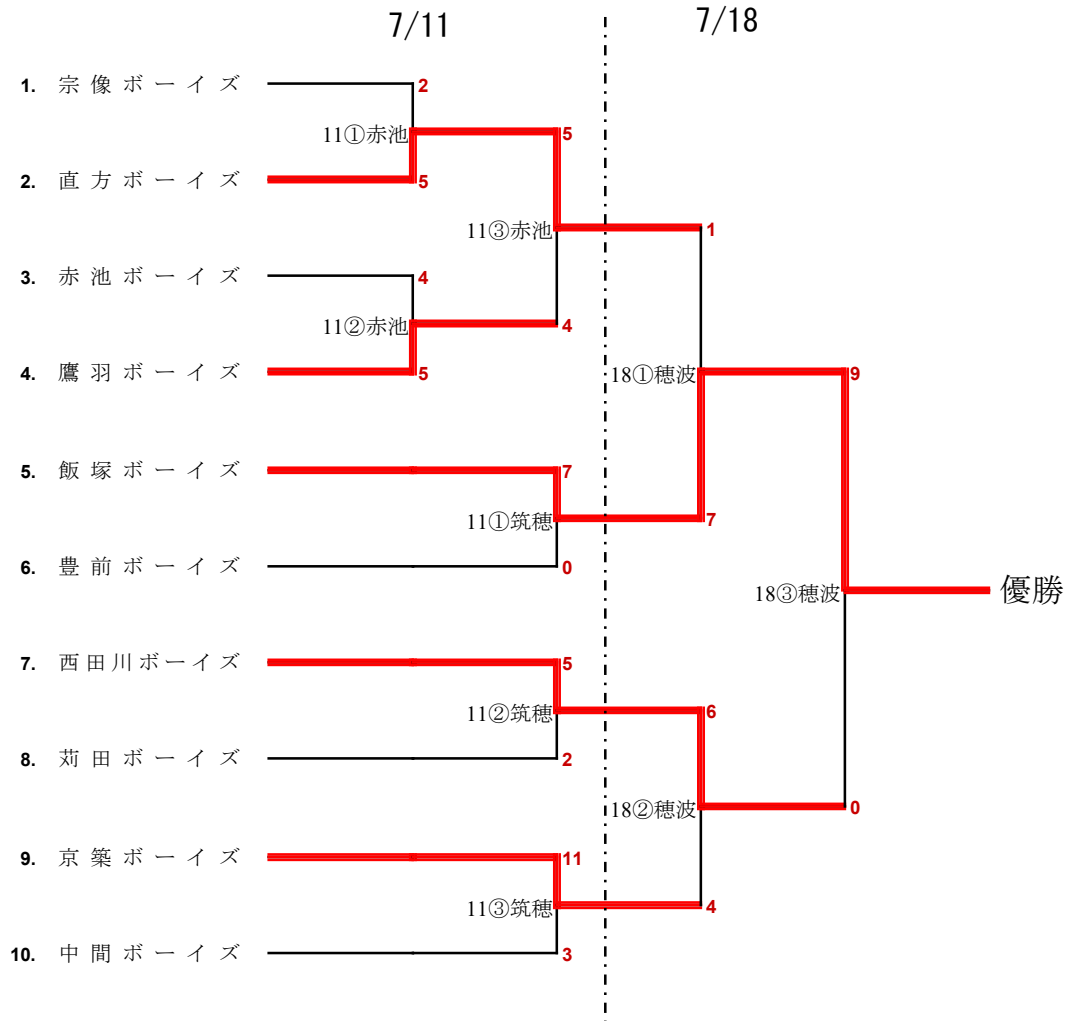 7/11 7/18
1. 宗像ボーイズ 2
11①赤池 5
2. 直方ボーイズ 5
11③赤池 1
3. 赤池ボーイズ 4
11②赤池 4
4. 鷹羽ボーイズ 5
18①穂波 9
5. 飯塚ボーイズ 7
11①筑穂 7
6. 豊前ボーイズ 0
18③穂波 優勝
7. 西田川ボーイズ 5
11②筑穂 6
8. 苅田ボーイズ 2
18②穂波 0
9. 京築ボーイズ 11
11③筑穂 4
10. 中間ボーイズ 3